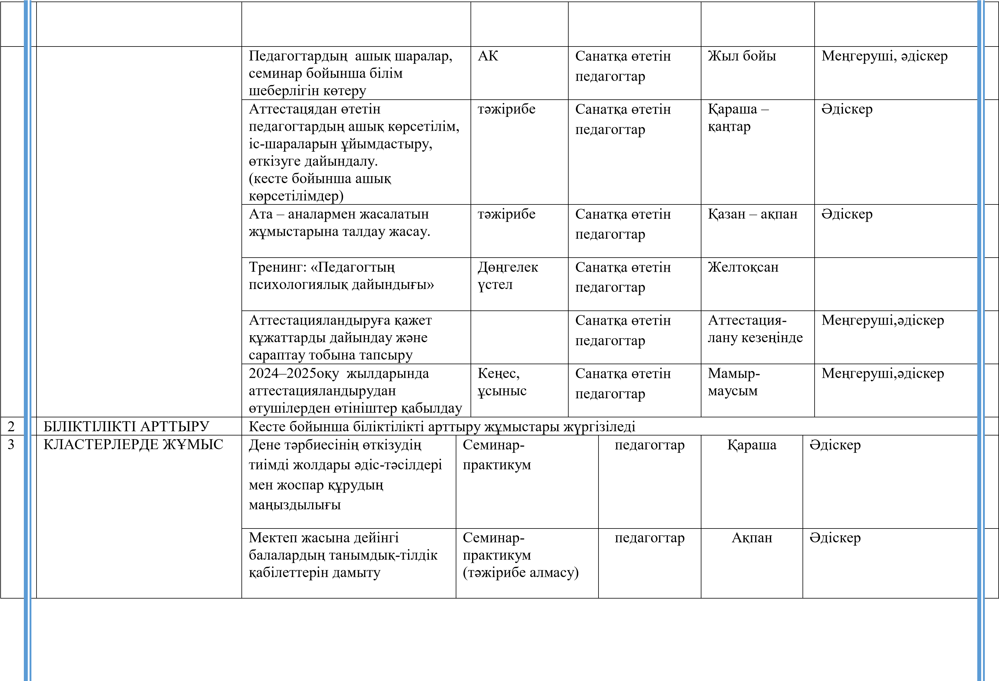 Педагогтардың  ашық шаралар,
семинар бойынша білім
шеберлігін көтеру
АК
Санатқа өтетін
педагогтар
Жыл бойы
Меңгеруші, әдіскер
Аттестацядан өтетін
педагогтардың ашық көрсетілім,
іс-шараларын ұйымдастыру,
өткізуге дайындалу.
(кесте бойынша ашық
көрсетілімдер)
тәжірибе
Санатқа өтетін
педагогтар
Қараша –
қаңтар
Әдіскер
Ата – аналармен жасалатын
жұмыстарына талдау жасау.
тәжірибе
Санатқа өтетін
педагогтар
Қазан – ақпан
Әдіскер
Тренинг: «Педагогтың
психологиялық дайындығы»
Дөңгелек
үстел
Санатқа өтетін
педагогтар
Желтоқсан
Аттестацияландыруға қажет
құжаттарды дайындау және
сараптау тобына тапсыру
Санатқа өтетін
педагогтар
Аттестация-
лану кезеңінде
Меңгеруші,әдіскер
2024–2025оқу  жылдарында
аттестацияландырудан
өтушілерден өтініштер қабылдау
Кеңес,
ұсыныс
Санатқа өтетін
педагогтар
Мамыр-
маусым
Меңгеруші,әдіскер
2
БІЛІКТІЛІКТІ АРТТЫРУ
Кесте бойынша біліктілікті арттыру жұмыстары жүргізіледі
3
КЛАСТЕРЛЕРДЕ ЖҰМЫС
Дене тәрбиесінің өткізудің
тиімді жолдары әдіс-тәсілдері
мен жоспар құрудың
маңыздылығы
Семинар-
практикум
педагогтар
Қараша
Әдіскер
Мектеп жасына дейінгі
балалардың танымдық-тілдік
қабілеттерін дамыту
Семинар-
практикум
(тәжірибе алмасу)
педагогтар
Ақпан
Әдіскер